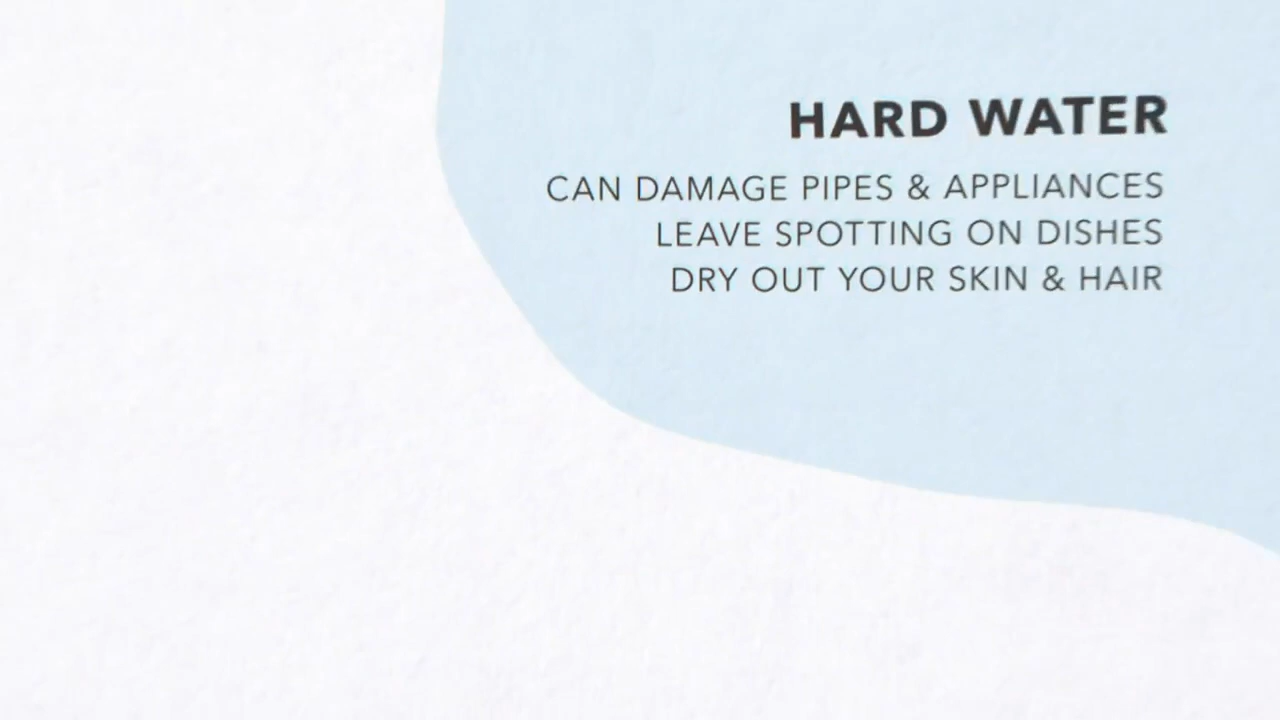 HARD WATER
CAN DAMAGE PIPES & APPLIANCES
LEAVE SPOTTING ON DISHES
DRY OUT YOUR SKIN & HAIR